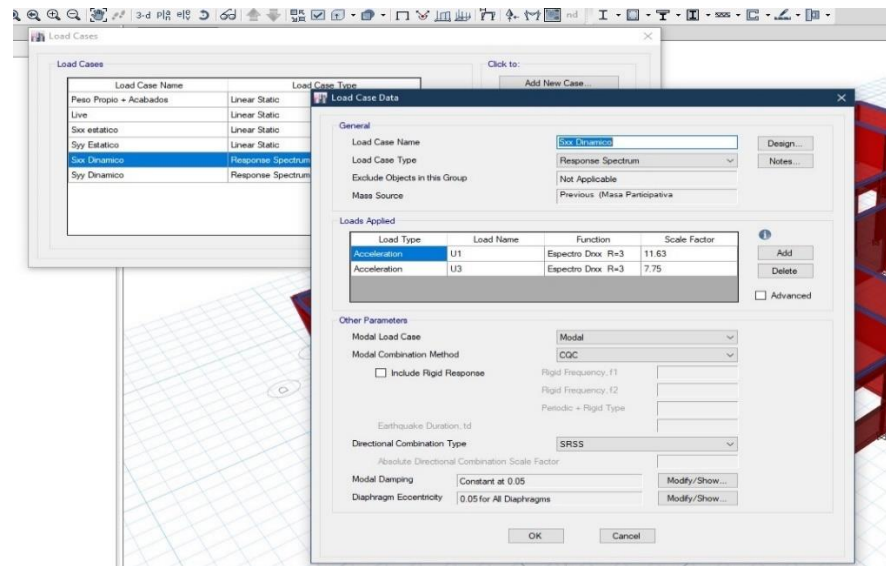 3-d
nd
Load Cases
Load Cases
Click to:
Load Case Name Load Case Type
Add New Case...
Peso Propio + Acabados Linear Static
Live Linear Static
Sxx estatico Linear Static
Syy Estatico Linear Static
Sxx Dinamico Response Spectrum
Syy Dinamico Response Spectrum
Load Case Data
General
Load Case Name Sxx Dinamico Design...
Load Case Type Response Spectrum Notes...
Exclude Objects in this Group Not Applicable
Mass Source Previous (Masa Participativa
Loads Applied
Load Type Load Name Function Scale Factor
Acceleration U1 Espectro Dnxx R=3 11.63 Add
Acceleration U3 Espectro Dnxx R=3 7.75 Delete
Advanced
Other Parameters
Modal Load Case Modal
Modal Combination Method CQC
Include Rigid Response Rigid Frequency, f1
Rigid Frequency, f2
Periodic + Rigid Type
Earthquake Duration, td
Directional Combination Type SRSS
Absolute Directional Combination Scale Factor
Modal Damping Constant at 0.05 Modify/Show...
Diaphragm Eccentricity 0.05 for All Diaphragms Modify/Show...
OK Cancel